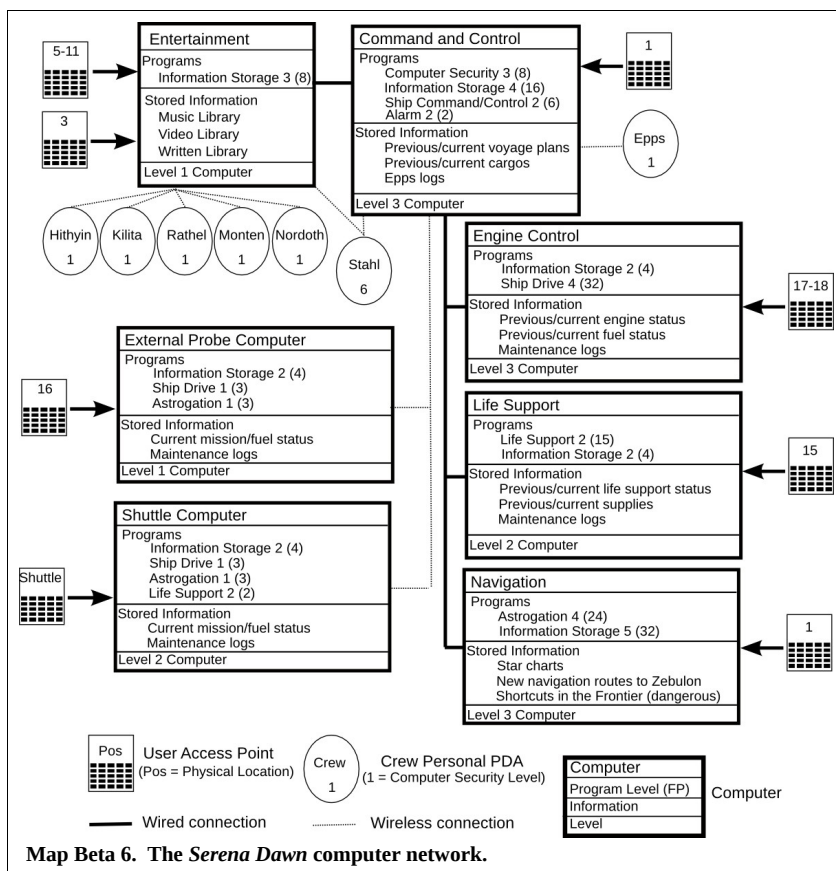 5-11
3
Entertainment
Programs
Information Storage 3 (8)
Stored Information
Music Library
Video Library
Written Library
Level 1 Computer
Command and Control
Programs
Computer Security 3 (8)
Information Storage 4 (16)
Ship Command/Control 2 (6)
Alarm 2 (2)
Stored Information
Previous/current voyage plans
Previous/current cargos
Epps logs
Level 3 Computer
1
Epps
1
Hithyin
1
Kilita
1
Rathel
1
Monten
1
Nordoth
1
Stahl
6
Engine Control
Programs
Information Storage 2 (4)
Ship Drive 4 (32)
Stored Information
Previous/current engine status
Previous/current fuel status
Maintenance logs
Level 3 Computer
17-18
External Probe Computer
Programs
Information Storage 2 (4)
Ship Drive 1 (3)
Astrogation 1 (3)
Stored Information
Current mission/fuel status
Maintenance logs
Level 1 Computer
16
Life Support
Programs
Life Support 2 (15)
Information Storage 2 (4)
Stored Information
Previous/current life support status
Previous/current supplies
Maintenance logs
Level 2 Computer
15
Shuttle Computer
Programs
Information Storage 2 (4)
Ship Drive 1 (3)
Astrogation 1 (3)
Life Support 2 (2)
Stored Information
Current mission/fuel status
Maintenance logs
Level 2 Computer
Shuttle
Navigation
Programs
Astrogation 4 (24)
Information Storage 5 (32)
Stored Information
Star charts
New navigation routes to Zebulon
Shortcuts in the Frontier (dangerous)
Level 3 Computer
1
Pos
User Access Point
(Pos = Physical Location)
Crew
1
Crew Personal PDA
(1 = Computer Security Level)
Computer
Program Level (FP)
Information
Level
Computer
Wired connection
Wireless connection
Map Beta 6. The Serena Dawn computer network.